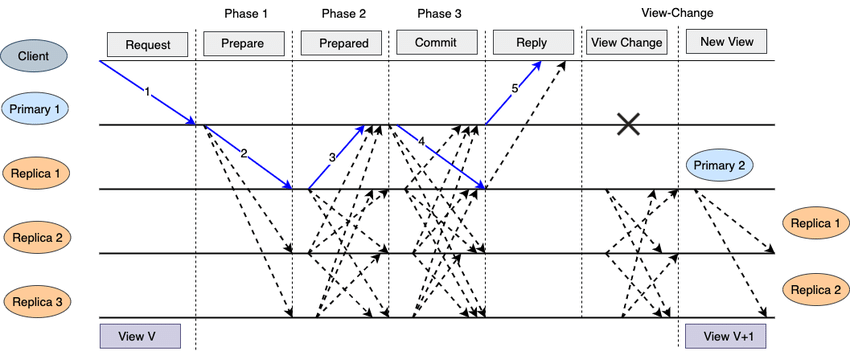 Phase 1
Phase 2
Phase 3
View-Change
Request
Prepare
Prepared
Commit
Reply
View Change
New View
Client
1
Primary 1
2
3
4
5
Replica 1
Primary 2
Replica 2
Replica 1
Replica 3
Replica 2
View V
View V+1